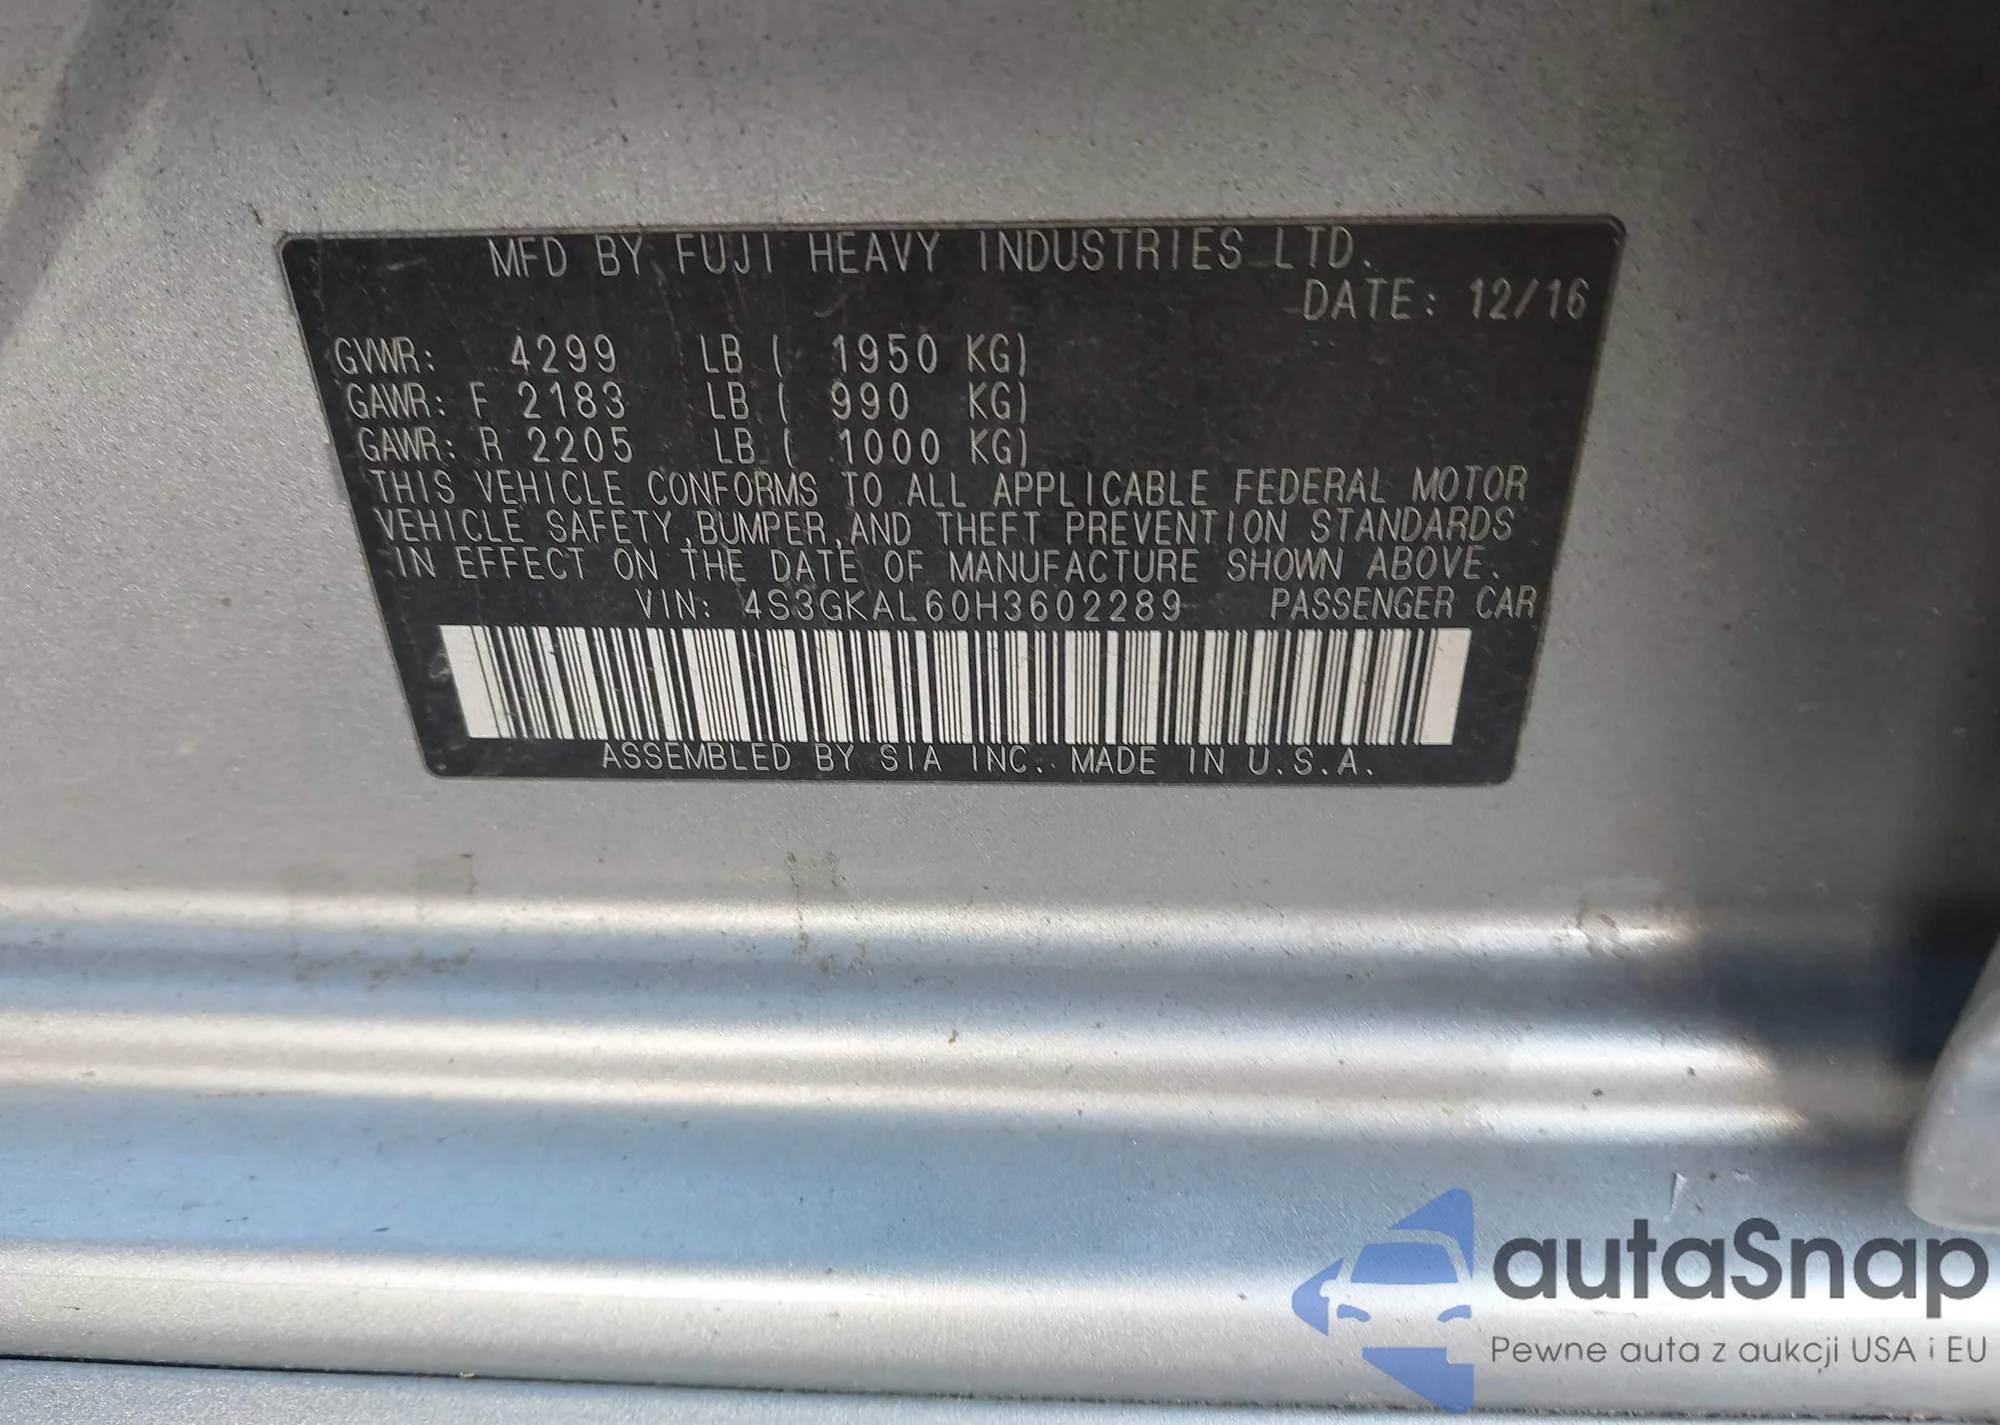 MFD BY FUJI HEAVY INDUSTRIES LTD.
DATE: 12/16
GVWR: 4299 LB ( 1950 KG)
GAWR: F 2183 LB ( 990 KG)
GAWR: R 2205 LB ( 1000 KG)
THIS VEHICLE CONFORMS TO ALL APPLICABLE FEDERAL MOTOR
VEHICLE SAFETY, BUMPER, AND THEFT PREVENTION STANDARDS
IN EFFECT ON THE DATE OF MANUFACTURE SHOWN ABOVE.
VIN: 4S3GKAL60H3602289 PASSENGER CAR
ASSEMBLED BY SIA INC. MADE IN U.S.A.
autaSnap
Pewne auta z aukcji USA i EU